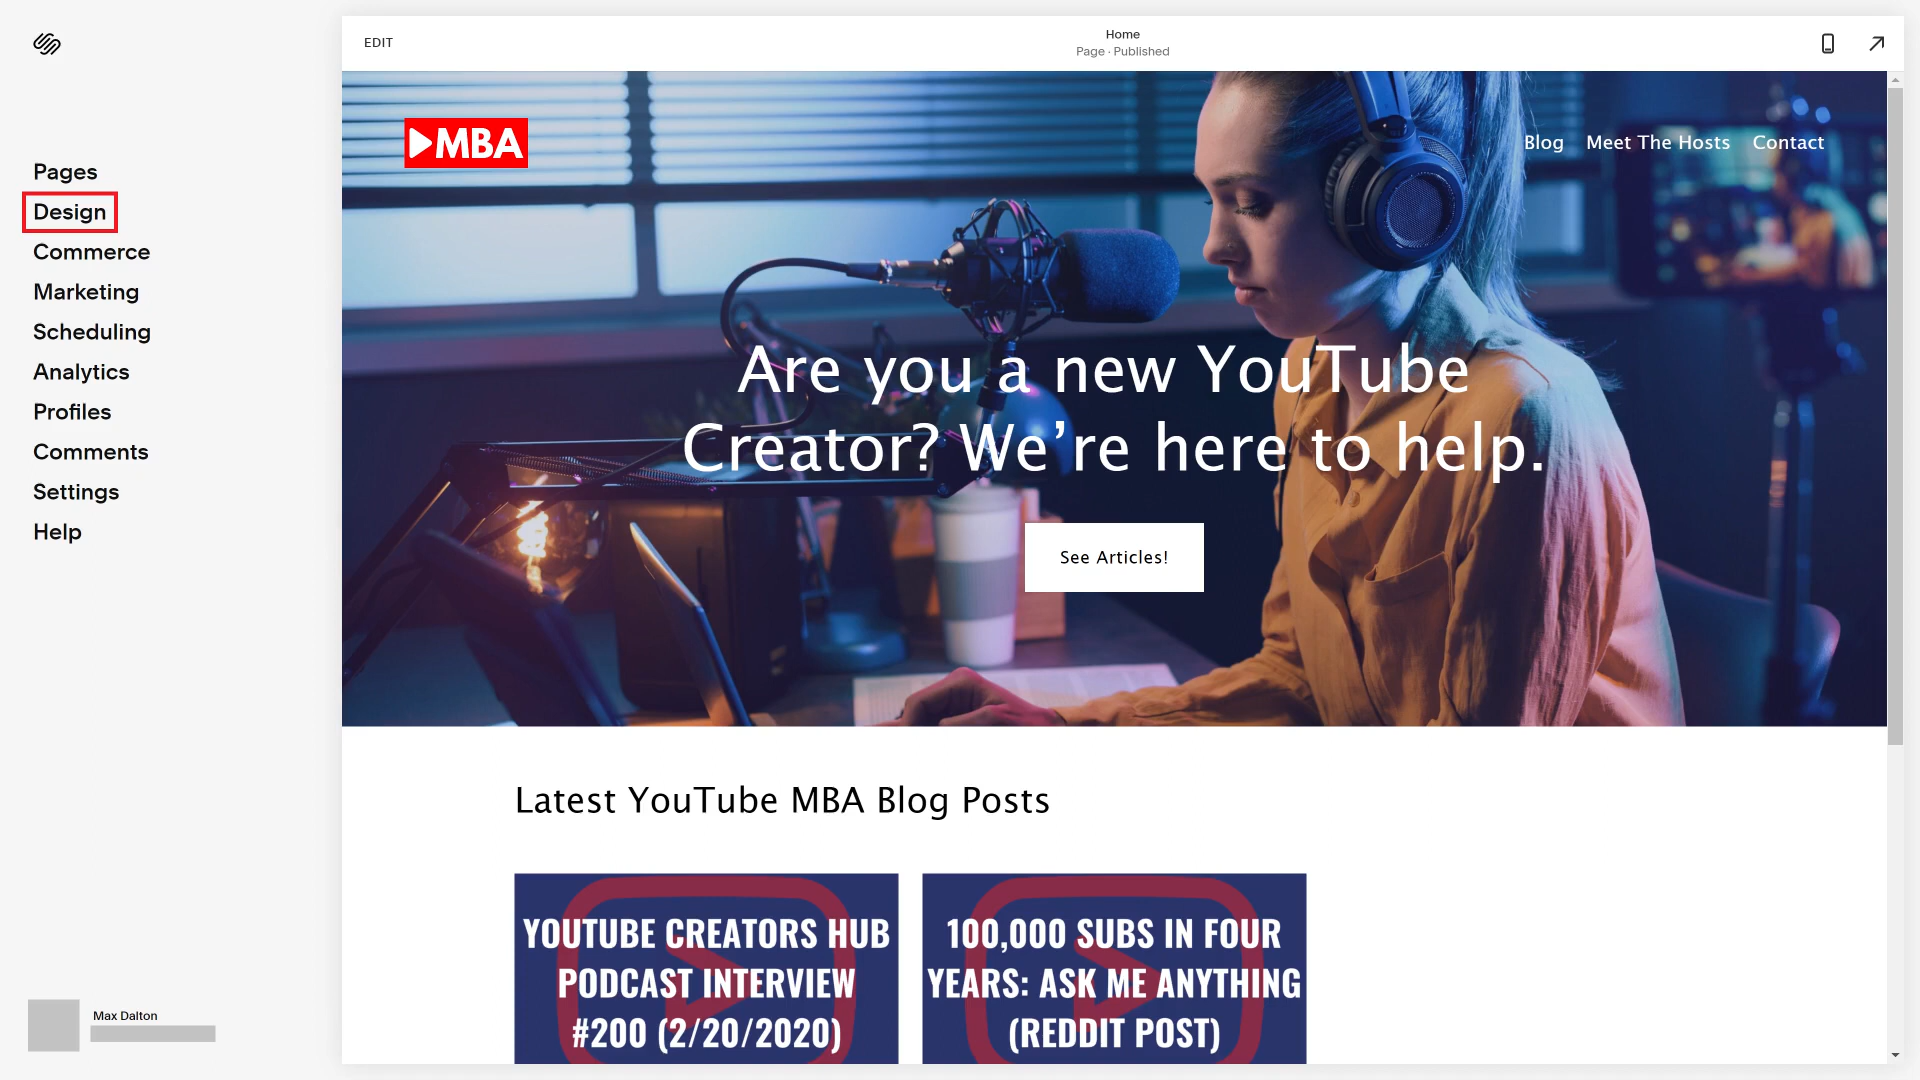 EDIT
Home
Page · Published
Pages
Design
Commerce
Marketing
Scheduling
Analytics
Profiles
Comments
Settings
Help
Max Dalton
MBA
Blog Meet The Hosts Contact
Are you a new YouTube
Creator? We’re here to help.
See Articles!
Latest YouTube MBA Blog Posts
YOUTUBE CREATORS HUB
PODCAST INTERVIEW
#200 (2/20/2020)
100,000 SUBS IN FOUR
YEARS: ASK ME ANYTHING
(REDDIT POST)